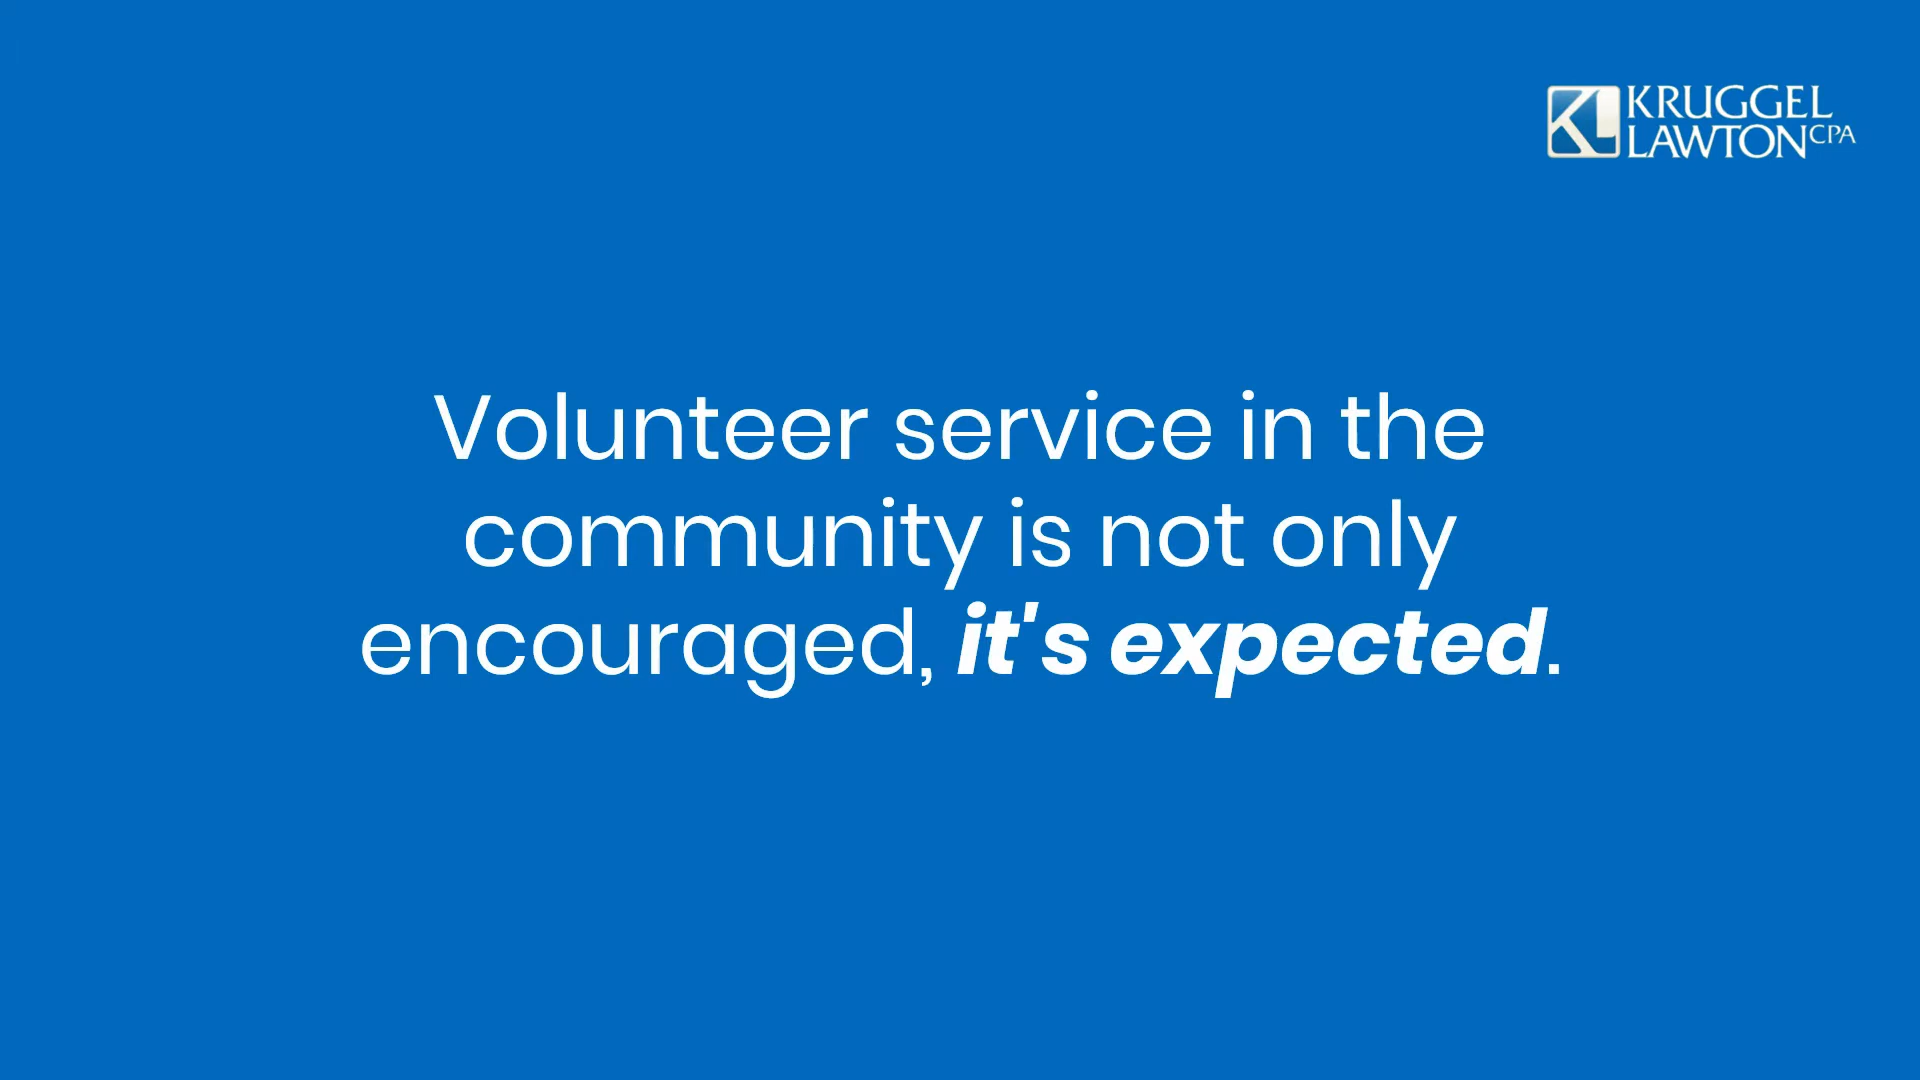 KRUGGEL
LAWTON CPA
Volunteer service in the
community is not only
encouraged, it's expected.